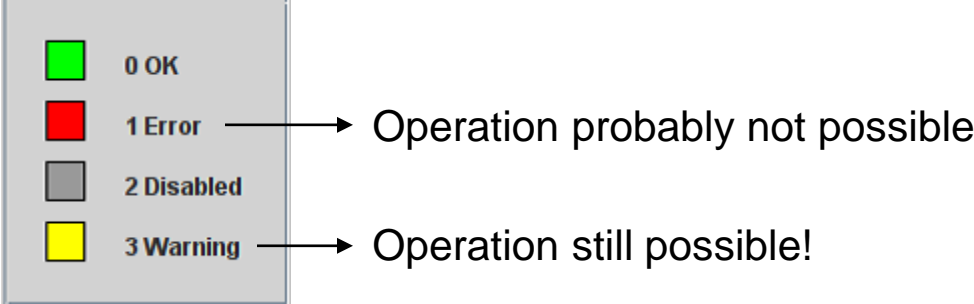 0 OK
1 Error
Operation probably not possible
2 Disabled
3 Warning
Operation still possible!